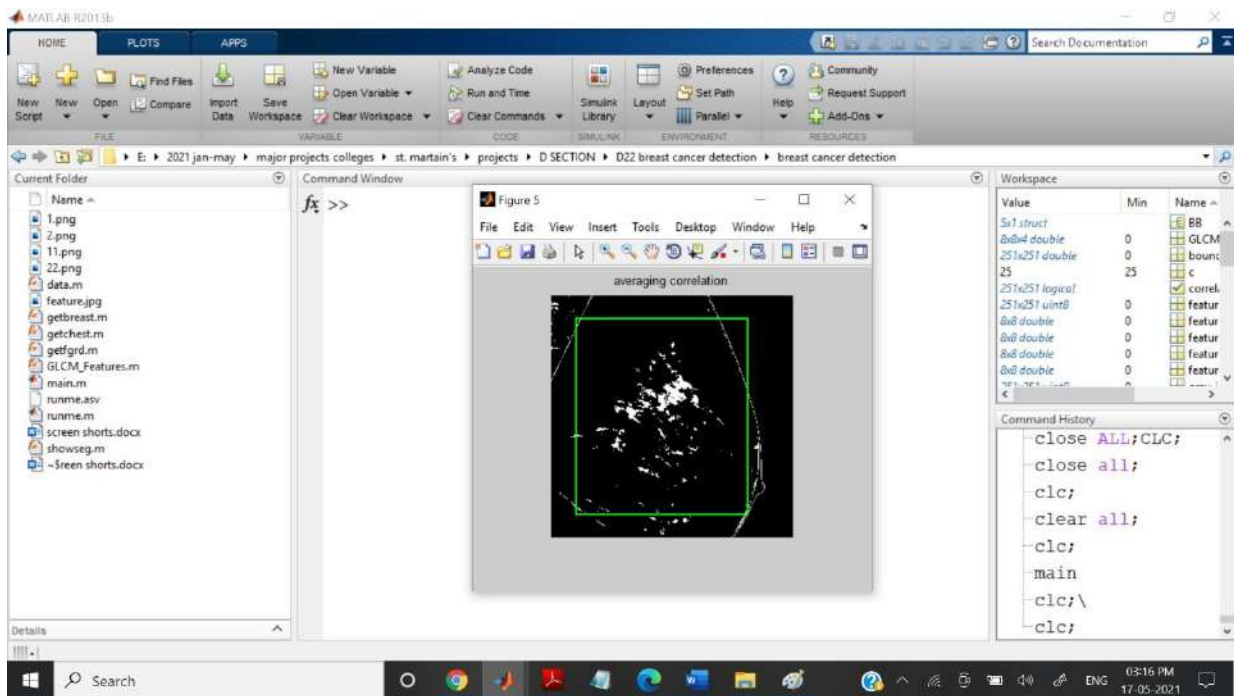 MATLAB R2013b
HOME PLOTS APPS
Search Documentation
New Script
New
Open
Find Files
Compare
Import Data
Save Workspace
New Variable
Open Variable
Clear Workspace
Analyze Code
Run and Time
Clear Commands
Simulink Library
Layout
Preferences
Set Path
Parallel
Help
Community
Request Support
Add-Ons
FILE VARIABLE CODE SIMULINK ENVIRONMENT RESOURCES
E: 2021 jan-may major projects colleges st. martain's projects D SECTION D22 breast cancer detection breast cancer detection
Current Folder
Name
1.png
2.png
11.png
22.png
data.m
feature.jpg
getbreast.m
getchest.m
getfgrd.m
GLCM_Features.m
main.m
runme.asv
runme.m
screen shorts.docx
showseg.m
~$reen shorts.docx
Details
Command Window
fx >>
Figure 5
File Edit View Insert Tools Desktop Window Help
averaging correlation
Workspace
Value Min Name
5x1 struct BB
8x8x4 double 0 GLCM
251x251 double 0 bounc
25 25 c
251x251 logical correl.
251x251 uint8 0 featur
8x8 double 0 featur
8x8 double 0 featur
8x8 double 0 featur
8x8 double 0 featur
Command History
close ALL;CLC;
close all;
clc;
clear all;
clc;
main
clc;\
clc;
Search
ENG
03:16 PM
17-05-2021